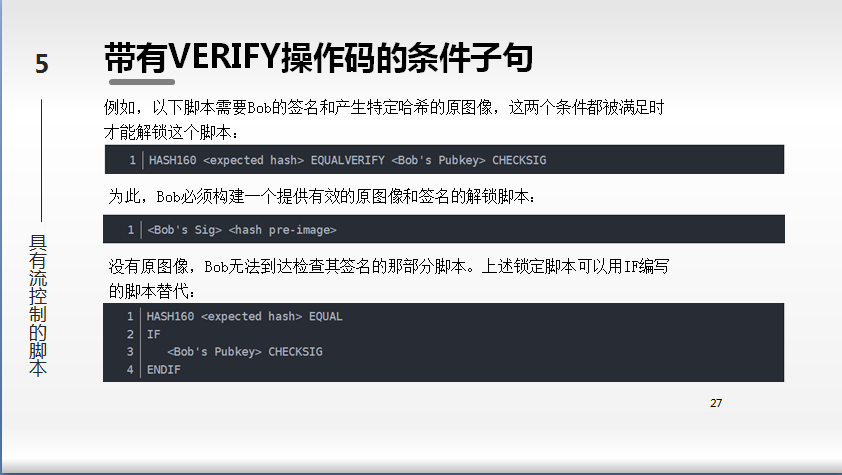 5
带有VERIFY操作码的条件子句
具有流控制的脚本
例如，以下脚本需要Bob的签名和产生特定哈希的原图像，这两个条件都被满足时
才能解锁这个脚本：
1 HASH160 <expected hash> EQUALVERIFY <Bob's Pubkey> CHECKSIG
为此，Bob必须构建一个提供有效的原图像和签名的解锁脚本：
1 <Bob's Sig> <hash pre-image>
没有原图像，Bob无法到达检查其签名的那部分脚本。上述锁定脚本可以用IF编写
的脚本替代：
1 HASH160 <expected hash> EQUAL
2 IF
3 <Bob's Pubkey> CHECKSIG
4 ENDIF
27